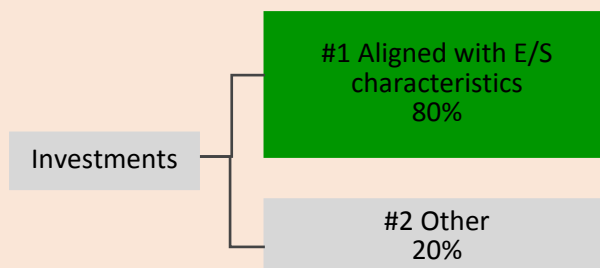 #1 Aligned with E/S
characteristics
80%
Investments
#2 Other
20%